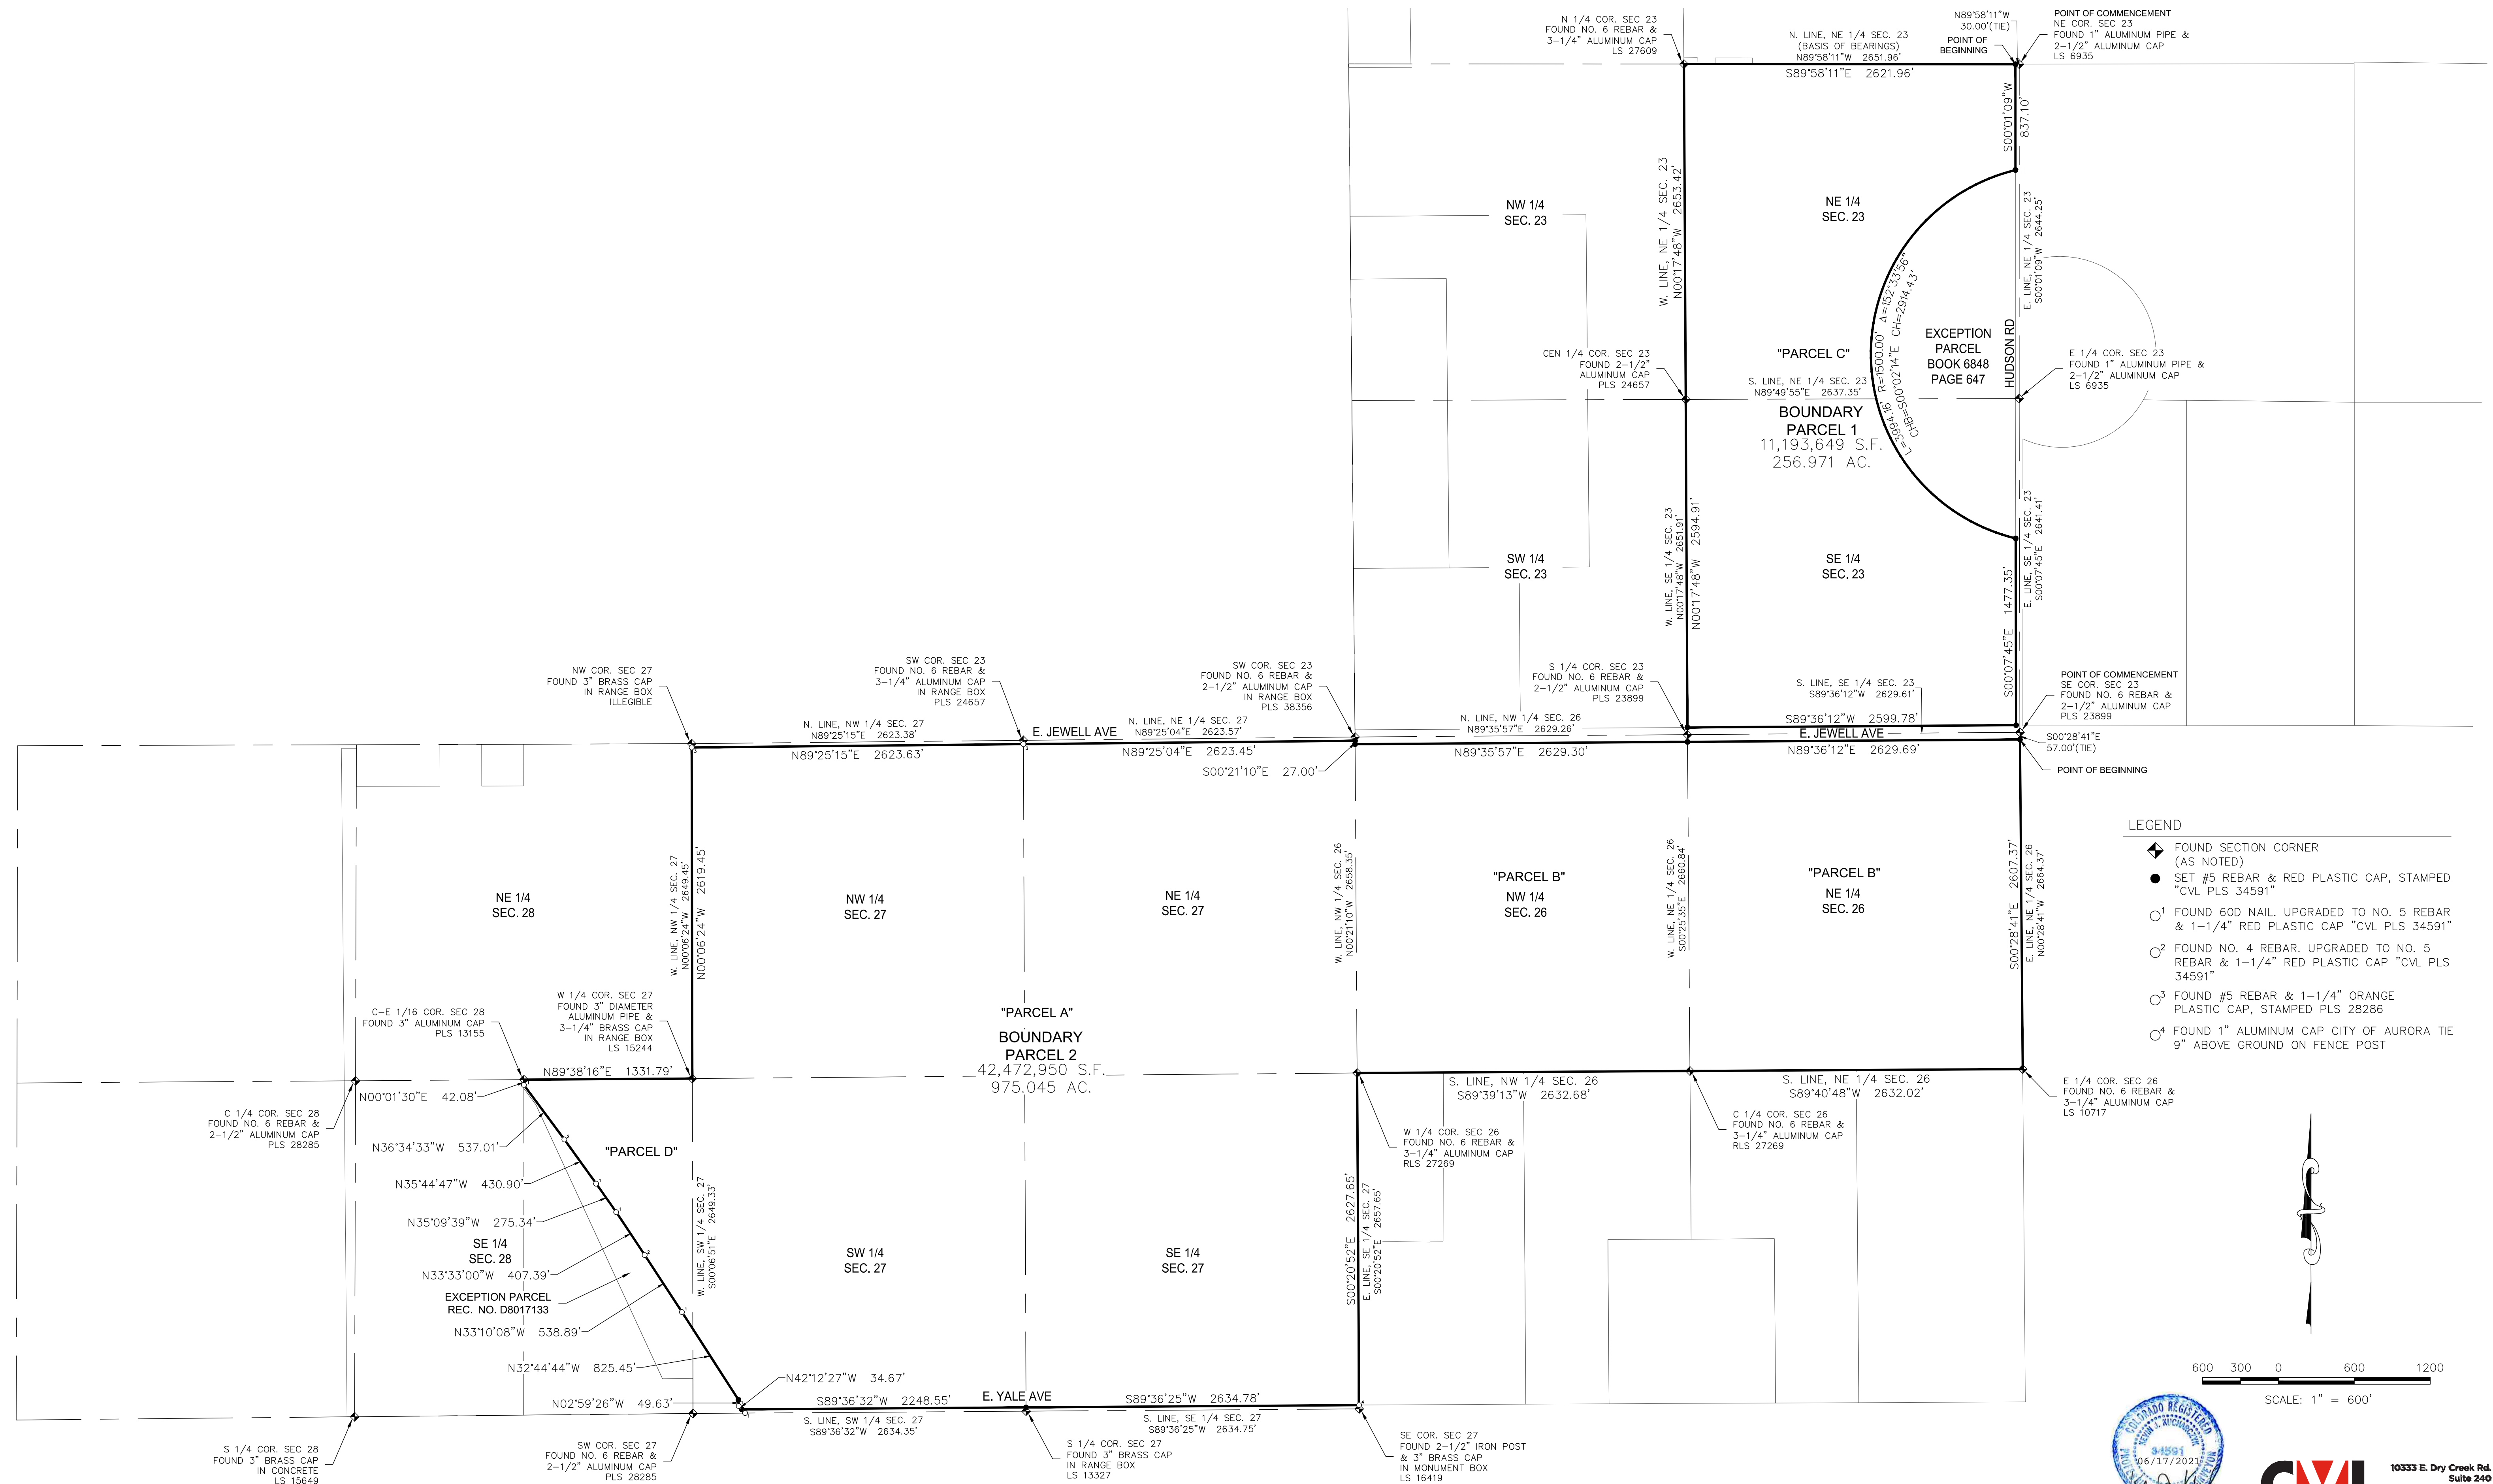 N 1/4 COR. SEC 23
FOUND NO. 6 REBAR &
3-1/4" ALUMINUM CAP
LS 27609
N. LINE, NE 1/4 SEC. 23
(BASIS OF BEARINGS)
N89°58'11"W 2651.96'
S89°58'11"E 2621.96'
N89°58'11"W
30.00'(TIE)
POINT OF
BEGINNING
POINT OF COMMENCEMENT
NE COR. SEC 23
FOUND 1" ALUMINUM PIPE &
2-1/2" ALUMINUM CAP
LS 6935
S00°01'09"W
837.10'
W. LINE, NE 1/4 SEC. 23
N00°17'48"W 2653.42'
NW 1/4
SEC. 23
NE 1/4
SEC. 23
E. LINE, NE 1/4 SEC. 23
S00°01'09"W 2644.25'
L=3994.16' R=1500.00' Δ=152°33'56"
CHB=S00°02'14"E CH=2914.43'
EXCEPTION
PARCEL
BOOK 6848
PAGE 647
HUDSON RD
"PARCEL C"
CEN 1/4 COR. SEC 23
FOUND 2-1/2"
ALUMINUM CAP
PLS 24657
S. LINE, NE 1/4 SEC. 23
N89°49'55"E 2637.35'
E 1/4 COR. SEC 23
FOUND 1" ALUMINUM PIPE &
2-1/2" ALUMINUM CAP
LS 6935
BOUNDARY
PARCEL 1
11,193,649 S.F.
256.971 AC.
W. LINE, SE 1/4 SEC. 23
N00°17'48"W 2651.91'
N00°17'48"W 2594.91'
SW 1/4
SEC. 23
SE 1/4
SEC. 23
S00°07'45"E 1477.35'
E. LINE, SE 1/4 SEC. 23
S00°07'45"E 2641.41'
NW COR. SEC 27
FOUND 3" BRASS CAP
IN RANGE BOX
ILLEGIBLE
SW COR. SEC 23
FOUND NO. 6 REBAR &
3-1/4" ALUMINUM CAP
IN RANGE BOX
PLS 24657
SW COR. SEC 23
FOUND NO. 6 REBAR &
2-1/2" ALUMINUM CAP
IN RANGE BOX
PLS 38356
S 1/4 COR. SEC 23
FOUND NO. 6 REBAR &
2-1/2" ALUMINUM CAP
PLS 23899
S. LINE, SE 1/4 SEC. 23
S89°36'12"W 2629.61'
POINT OF COMMENCEMENT
SE COR. SEC 23
FOUND NO. 6 REBAR &
2-1/2" ALUMINUM CAP
PLS 23899
N. LINE, NW 1/4 SEC. 27
N89°25'15"E 2623.38'
N. LINE, NE 1/4 SEC. 27
N89°25'04"E 2623.57'
E. JEWELL AVE
N. LINE, NW 1/4 SEC. 26
N89°35'57"E 2629.26'
S89°36'12"W 2599.78'
E. JEWELL AVE
S00°28'41"E
57.00'(TIE)
POINT OF BEGINNING
3
N89°25'15"E 2623.63'
3
N89°25'04"E 2623.45'
S00°21'10"E 27.00'
N89°35'57"E 2629.30'
N89°36'12"E 2629.69'
W. LINE, NW 1/4 SEC. 27
N00°06'24"W 2649.45'
N00°06'24"W 2619.45'
NE 1/4
SEC. 28
NW 1/4
SEC. 27
NE 1/4
SEC. 27
W. LINE, NW 1/4 SEC. 26
N00°21'10"W 2658.35'
"PARCEL B"
NW 1/4
SEC. 26
W. LINE, NE 1/4 SEC. 26
S00°25'35"E 2660.84'
"PARCEL B"
NE 1/4
SEC. 26
S00°28'41"E 2607.37'
E. LINE, NE 1/4 SEC. 26
N00°28'41"W 2664.37'
LEGEND
FOUND SECTION CORNER
(AS NOTED)
SET #5 REBAR & RED PLASTIC CAP, STAMPED
"CVL PLS 34591"
1 FOUND 60D NAIL. UPGRADED TO NO. 5 REBAR
& 1-1/4" RED PLASTIC CAP "CVL PLS 34591"
2 FOUND NO. 4 REBAR. UPGRADED TO NO. 5
REBAR & 1-1/4" RED PLASTIC CAP "CVL PLS
34591"
3 FOUND #5 REBAR & 1-1/4" ORANGE
PLASTIC CAP, STAMPED PLS 28286
4 FOUND 1" ALUMINUM CAP CITY OF AURORA TIE
9" ABOVE GROUND ON FENCE POST
C-E 1/16 COR. SEC 28
FOUND 3" ALUMINUM CAP
PLS 13155
W 1/4 COR. SEC 27
FOUND 3" DIAMETER
ALUMINUM PIPE &
3-1/4" BRASS CAP
IN RANGE BOX
LS 15244
"PARCEL A"
BOUNDARY
PARCEL 2
42,472,950 S.F.
975.045 AC.
N89°38'16"E 1331.79'
N00°01'30"E 42.08'
C 1/4 COR. SEC 28
FOUND NO. 6 REBAR &
2-1/2" ALUMINUM CAP
PLS 28285
S. LINE, NW 1/4 SEC. 26
S89°39'13"W 2632.68'
S. LINE, NE 1/4 SEC. 26
S89°40'48"W 2632.02'
E 1/4 COR. SEC 26
FOUND NO. 6 REBAR &
3-1/4" ALUMINUM CAP
LS 10717
W 1/4 COR. SEC 26
FOUND NO. 6 REBAR &
3-1/4" ALUMINUM CAP
RLS 27269
C 1/4 COR. SEC 26
FOUND NO. 6 REBAR &
3-1/4" ALUMINUM CAP
RLS 27269
N36°34'33"W 537.01'
2
"PARCEL D"
N35°44'47"W 430.90'
1
N35°09'39"W 275.34'
1
SE 1/4
SEC. 28
N33°33'00"W 407.39'
2
EXCEPTION PARCEL
REC. NO. D8017133
N33°10'08"W 538.89'
1
N32°44'44"W 825.45'
W. LINE, SW 1/4 SEC. 27
S00°06'51"E 2649.33'
SW 1/4
SEC. 27
SE 1/4
SEC. 27
S00°20'52"E 2627.65'
E. LINE, SE 1/4 SEC. 27
S00°20'52"E 2657.65'
N42°12'27"W 34.67'
N02°59'26"W 49.63'
1
S89°36'32"W 2248.55'
E. YALE AVE
S89°36'25"W 2634.78'
4
S. LINE, SW 1/4 SEC. 27
S89°36'32"W 2634.35'
S. LINE, SE 1/4 SEC. 27
S89°36'25"W 2634.75'
S 1/4 COR. SEC 28
FOUND 3" BRASS CAP
IN CONCRETE
LS 15649
SW COR. SEC 27
FOUND NO. 6 REBAR &
2-1/2" ALUMINUM CAP
PLS 28285
S 1/4 COR. SEC 27
FOUND 3" BRASS CAP
IN RANGE BOX
LS 13327
SE COR. SEC 27
FOUND 2-1/2" IRON POST
& 3" BRASS CAP
IN MONUMENT BOX
LS 16419
600 300 0 600 1200
SCALE: 1" = 600'
COLORADO REGISTERED
34591
06/17/2021
CVL
10333 E. Dry Creek Rd.
Suite 240